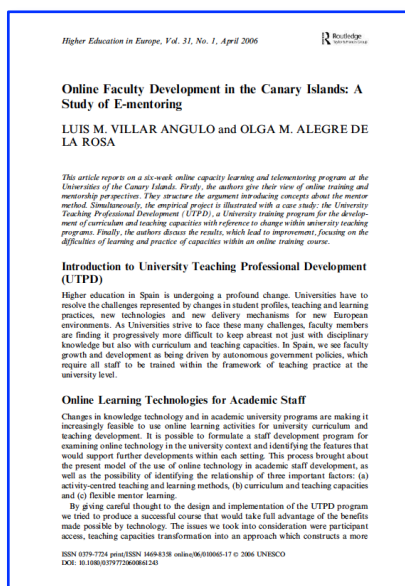 Higher Education in Europe, Vol. 31, No. 1, April 2006
Routledge
Taylor & Francis Group
Online Faculty Development in the Canary Islands: A
Study of E-mentoring
LUIS M. VILLAR ANGULO and OLGA M. ALEGRE DE
LA ROSA
This article reports on a six-week online capacity learning and telementoring program at the
Universities of the Canary Islands. Firstly, the authors give their view of online training and
mentorship perspectives. They structure the argument introducing concepts about the mentor
method. Simultaneously, the empirical project is illustrated with a case study: the University
Teaching Professional Development (UTPD), a University training program for the develop-
ment of curriculum and teaching capacities with reference to change within university teaching
programs. Finally, the authors discuss the results, which lead to improvement, focusing on the
difficulties of learning and practice of capacities within an online training course.
Introduction to University Teaching Professional Development
(UTPD)
Higher education in Spain is undergoing a profound change. Universities have to
resolve the challenges represented by changes in student profiles, teaching and learning
practices, new technologies and new delivery mechanisms for new European
environments. As Universities strive to face these many challenges, faculty members
are finding it progressively more difficult to keep abreast not just with disciplinary
knowledge but also with curriculum and teaching capacities. In Spain, we see faculty
growth and development as being driven by autonomous government policies, which
require all staff to be trained within the framework of teaching practice at the
university level.
Online Learning Technologies for Academic Staff
Changes in knowledge technology and in academic university programs are making it
increasingly feasible to use online learning activities for university curriculum and
teaching development. It is possible to formulate a staff development program for
examining online technology in the university context and identifying the features that
would support further developments within each setting. This process brought about
the present model of the use of online technology in academic staff development, as
well as the possibility of identifying the relationship of three important factors: (a)
activity-centred teaching and learning methods, (b) curriculum and teaching capacities
and (c) flexible mentor learning.
By giving careful thought to the design and implementation of the UTPD program
we tried to produce a successful course that would take full advantage of the benefits
made possible by technology. The issues we took into consideration were participant
access, teaching capacities transformation into an approach which constructs a more
ISSN 0379-7724 print/ISSN 1469-8358 online/06/010065-17 © 2006 UNESCO
DOI: 10.1080/03797720600861243